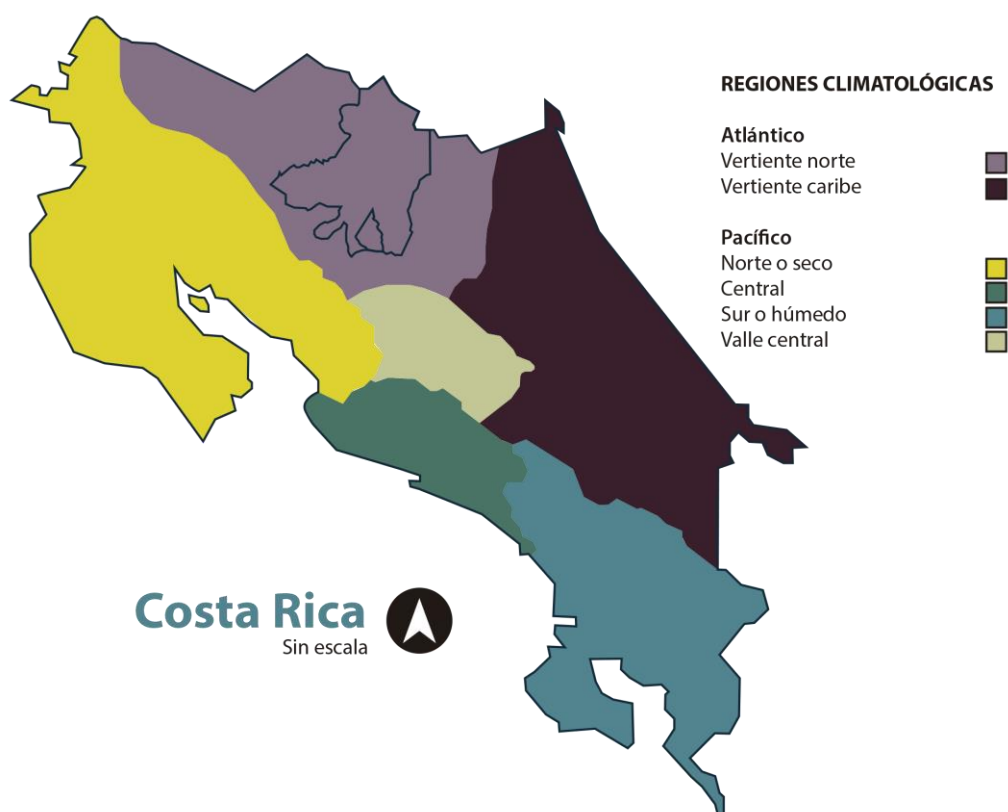 REGIONES CLIMATOLÓGICAS
Atlántico
Vertiente norte
Vertiente caribe
Pacífico
Norte o seco
Central
Sur o húmedo
Valle central
Costa Rica
Sin escala